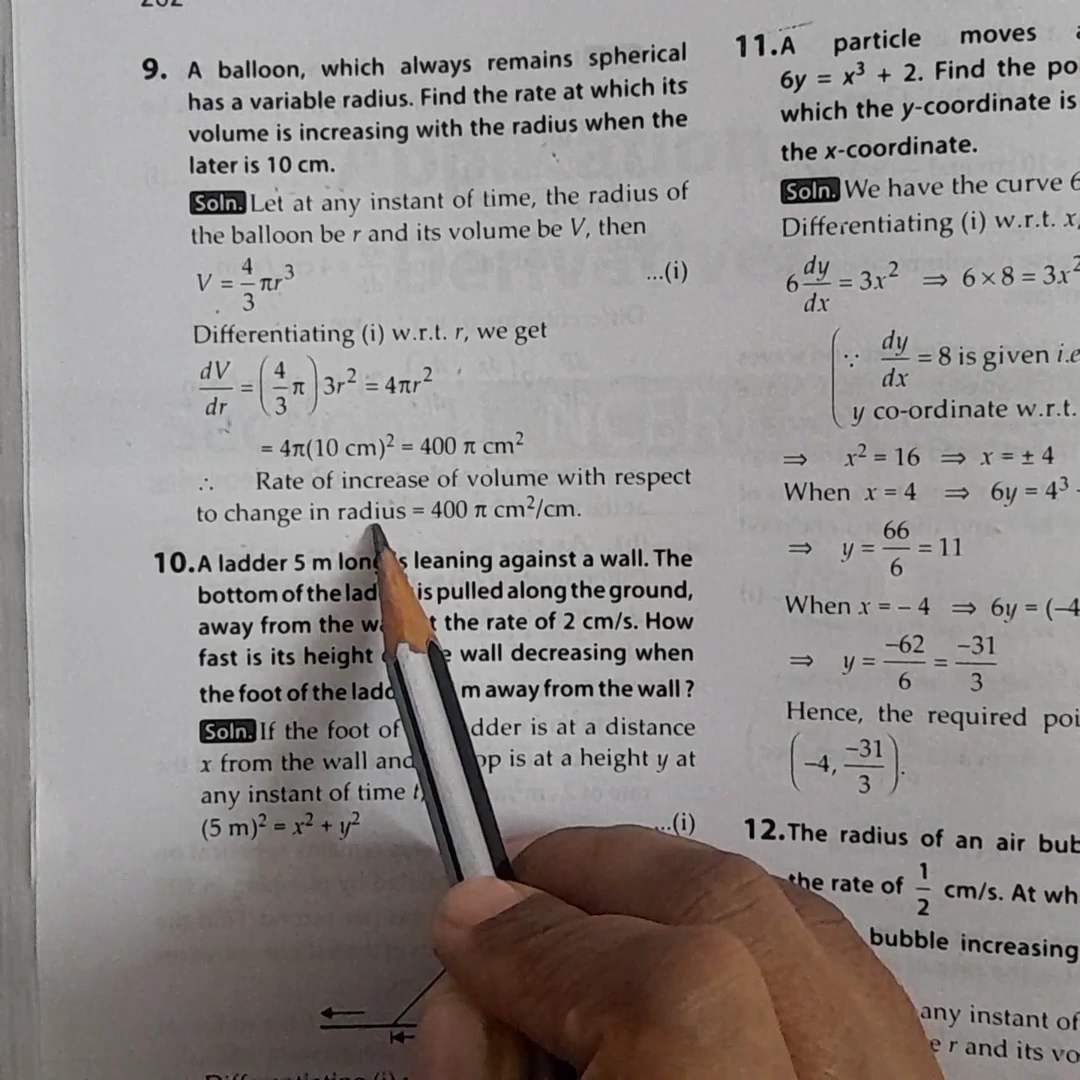 9. A balloon, which always remains spherical
has a variable radius. Find the rate at which its
volume is increasing with the radius when the
later is 10 cm.
Soln. Let at any instant of time, the radius of
the balloon be r and its volume be V, then
V = 4/3 πr³ ...(i)
Differentiating (i) w.r.t. r, we get
dV/dr = (4/3 π) 3r² = 4πr²
= 4π(10 cm)² = 400 π cm²
∴ Rate of increase of volume with respect
to change in radius = 400 π cm²/cm.
10. A ladder 5 m leaning against a wall. The
bottom of the is pulled along the ground,
away from the the rate of 2 cm/s. How
fast is its height wall decreasing when
the foot of the m away from the wall ?
Soln. If the foot of is at a distance
x from the wall and is at a height y at
any instant of time
(5 m)² = x² + y² ...(i)
11. A particle moves
6y = x³ + 2. Find the
which the y-coordinate is
the x-coordinate.
Soln. We have the curve
Differentiating (i) w.r.t. x,
6 dy/dx = 3x² ⇒ 6 × 8 = 3x²
(∵ dy/dx = 8 is given
y co-ordinate w.r.t.
⇒ x² = 16 ⇒ x = ± 4
When x = 4 ⇒ 6y = 4³
⇒ y = 66/6 = 11
When x = – 4 ⇒ 6y = (–4
⇒ y = –62/6 = –31/3
Hence, the required
(–4, –31/3).
12. The radius of an air
the rate of 1/2 cm/s. At
bubble increasing
any instant of
r and its